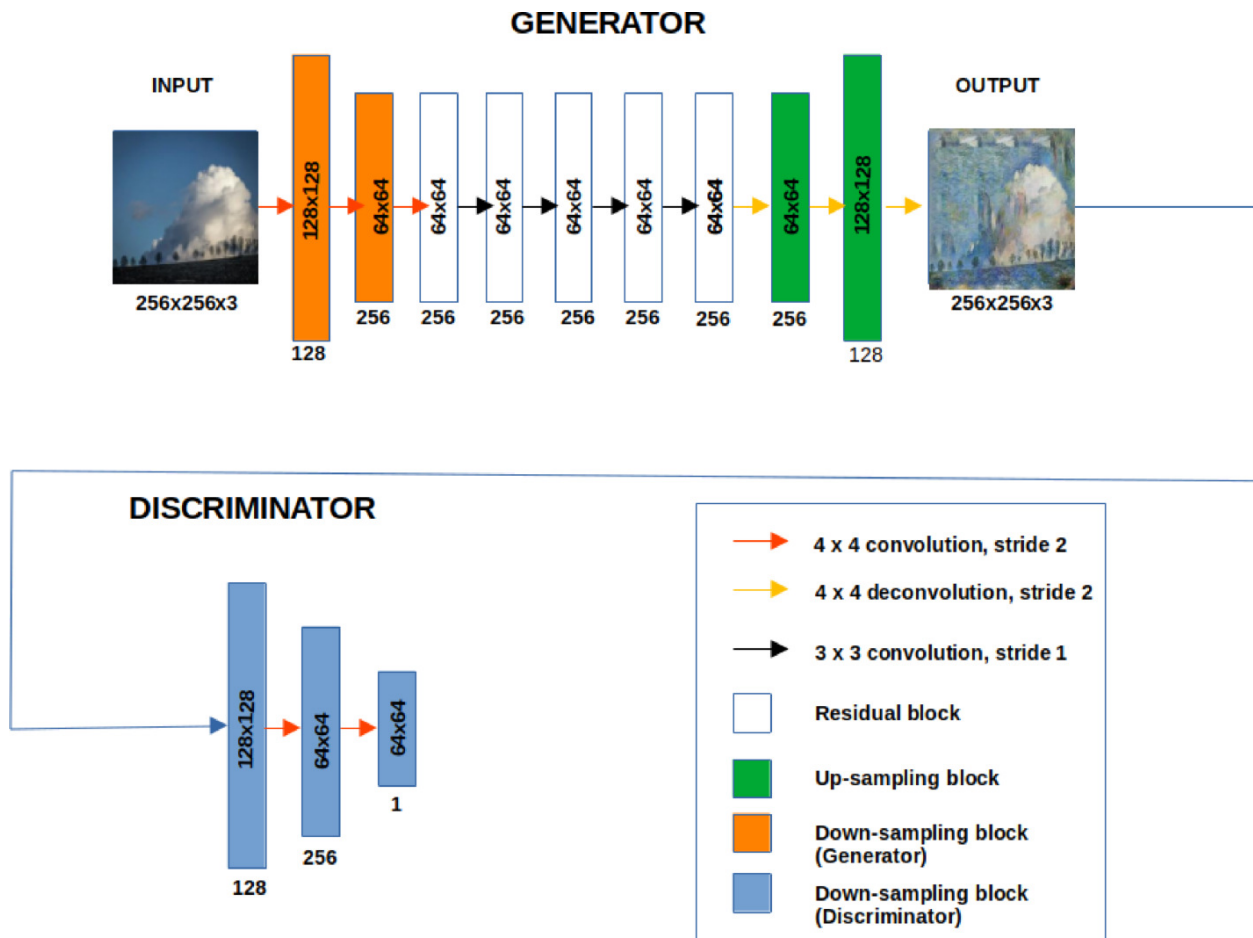 GENERATOR
INPUT
OUTPUT
128x128
64x64
64x64
64x64
64x64
64x64
64x64
64x64
128x128
256x256x3
128
256
256
256
256
256
256
256
128
256x256x3
DISCRIMINATOR
128x128
64x64
64x64
128
256
1
4 x 4 convolution, stride 2
4 x 4 deconvolution, stride 2
3 x 3 convolution, stride 1
Residual block
Up-sampling block
Down-sampling block
(Generator)
Down-sampling block
(Discriminator)